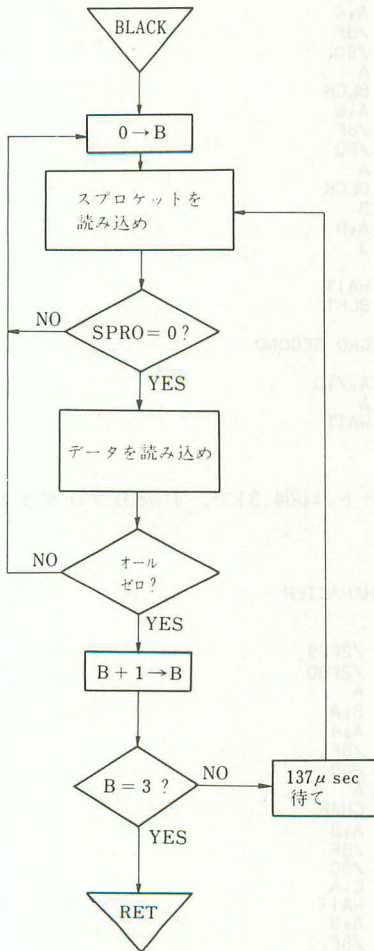 BLACK
0→B
スプロケットを
読み込め
NO
SPRO=0?
YES
データを読み込め
NO
オール
ゼロ?
YES
B+1→B
B=3?
NO
137μ sec
待て
YES
RET